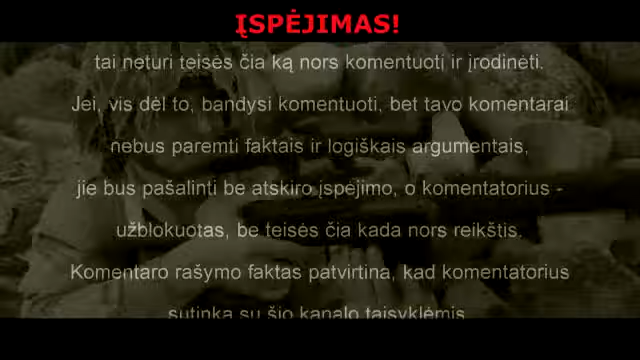 ĮSPĖJIMAS!
tai neturi teisės čia ką nors komentuoti ir įrodinėti.
Jei, vis dėl to, bandysi komentuoti, bet tavo komentarai
nebus paremti faktais ir logiškais argumentais,
jie bus pašalinti be atskiro įspėjimo, o komentatorius -
užblokuotas, be teisės čia kada nors reikštis.
Komentaro rašymo faktas patvirtina, kad komentatorius
sutinka su šio kanalo taisyklėmis